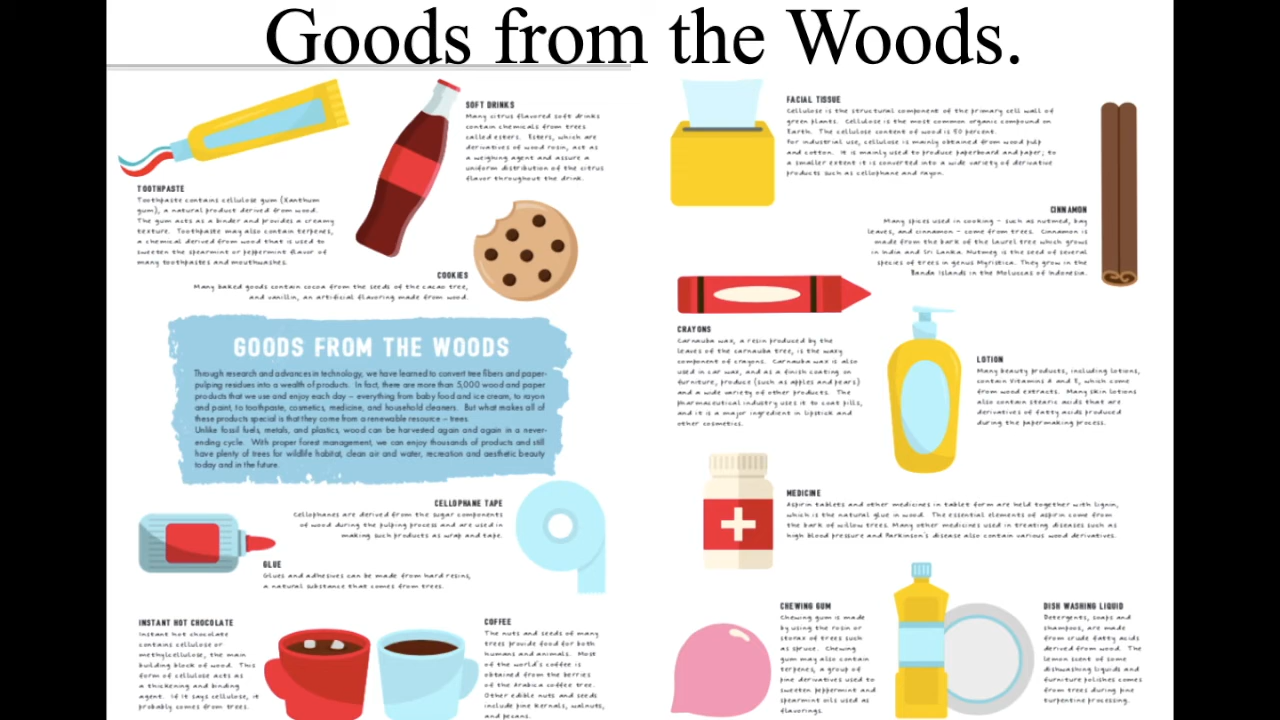 Goods from the Woods.
SOFT DRINKS
Many citrus flavored soft drinks
contain chemicals from trees
called esters. Esters, which are
derivatives of wood rosin, act as
a weighing agent and assure a
uniform distribution of the citrus
flavor throughout the drink.
TOOTHPASTE
Toothpaste contains cellulose gum (Xanthum
gum), a natural product derived from wood.
The gum acts as a binder and provides a creamy
texture. Toothpaste may also contain terpenes,
a chemical derived from wood that is used to
sweeten the spearmint or peppermint flavor of
many toothpastes and mouthwashes.
COOKIES
Many baked goods contain cocoa from the seeds of the cacao tree,
and vanillin, an artificial flavoring made from wood.
GOODS FROM THE WOODS
Through research and advances in technology, we have learned to convert tree fibers and paper-
pulping residues into a wealth of products. In fact, there are more than 5,000 wood and paper
products that we use and enjoy each day – everything from baby food and ice cream, to rayon
and paint, to toothpaste, cosmetics, medicine, and household cleaners. But what makes all of
these products special is that they come from a renewable resource – trees.
Unlike fossil fuels, metals, and plastics, wood can be harvested again and again in a never-
ending cycle. With proper forest management, we can enjoy thousands of products and still
have plenty of trees for wildlife habitat, clean air and water, recreation and aesthetic beauty
today and in the future.
CELLOPHANE TAPE
Cellophanes are derived from the sugar components
of wood during the pulping process and are used in
making such products as wrap and tape.
GLUE
Glues and adhesives can be made from hard resins,
a natural substance that comes from trees.
INSTANT HOT CHOCOLATE
Instant hot chocolate
contains cellulose or
methylcellulose, the main
building block of wood. This
form of cellulose acts as
a thickening and binding
agent. If it says cellulose, it
probably comes from trees.
COFFEE
The nuts and seeds of many
trees provide food for both
humans and animals. Most
of the world's coffee is
obtained from the berries
of the Arabica coffee tree.
Other edible nuts and seeds
include pine kernals, walnuts,
and pecans.
FACIAL TISSUE
Cellulose is the structural component of the primary cell wall of
green plants. Cellulose is the most common organic compound on
Earth. The cellulose content of wood is 50 percent.
For industrial use, cellulose is mainly obtained from wood pulp
and cotton. It is mainly used to produce paperboard and paper; to
a smaller extent it is converted into a wide variety of derivative
products such as cellophane and rayon.
CINNAMON
Many spices used in cooking – such as nutmed, bay
leaves, and cinnamon – come from trees. Cinnamon is
made from the bark of the laurel tree which grows
in India and Sri Lanka. Nutmeg is the seed of several
species of trees in genus Myristica. They grow in the
Banda Islands in the Moluccas of Indonesia.
CRAYONS
Carnauba wax, a resin produced by the
leaves of the carnauba tree, is the waxy
component of crayons. Carnauba wax is also
used in car wax, and as a finish coating on
furniture, produce (such as apples and pears)
and a wide variety of other products. The
pharmaceutical industry uses it to coat pills,
and it is a major ingredient in lipstick and
other cosmetics.
LOTION
Many beauty products, including lotions,
contain Vitamins A and E, which come
from wood extracts. Many skin lotions
also contain stearic acids that are
derivatives of fatty acids produced
during the papermaking process.
MEDICINE
Aspirin tablets and other medicines in tablet form are held together with lignin,
which is the natural glue in wood. The essential elements of aspirin come from
the bark of willow trees. Many other medicines used in treating diseases such as
high blood pressure and Parkinson's disease also contain various wood derivatives.
CHEWING GUM
Chewing gum is made
by using the rosin or
storax of trees such
as spruce. Chewing
gum may also contain
terpenes, a group of
pine derivatives used to
sweeten peppermint and
spearmint oils used as
flavorings.
DISH WASHING LIQUID
Detergents, soaps and
shampoos, are made
from crude fatty acids
derived from wood. The
lemon scent of some
dishwashing liquids and
furniture polishes comes
from trees during pine
turpentine processing.